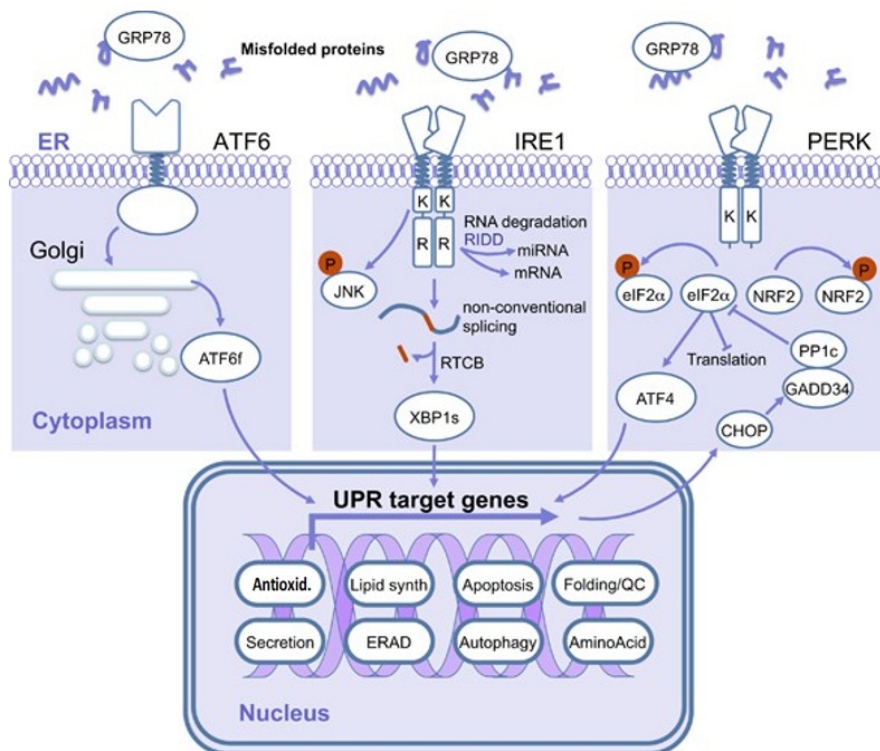 GRP78
Misfolded proteins
GRP78
GRP78
ER
ATF6
IRE1
PERK
Golgi
ATF6f
Cytoplasm
K
K
R
R
RNA degradation
RIDD
miRNA
mRNA
P
JNK
non-conventional
splicing
RTCB
XBP1s
K
K
P
eIF2α
eIF2α
NRF2
P
NRF2
Translation
PP1c
GADD34
ATF4
CHOP
UPR target genes
Antioxid.
Lipid synth
Apoptosis
Folding/QC
Secretion
ERAD
Autophagy
AminoAcid
Nucleus